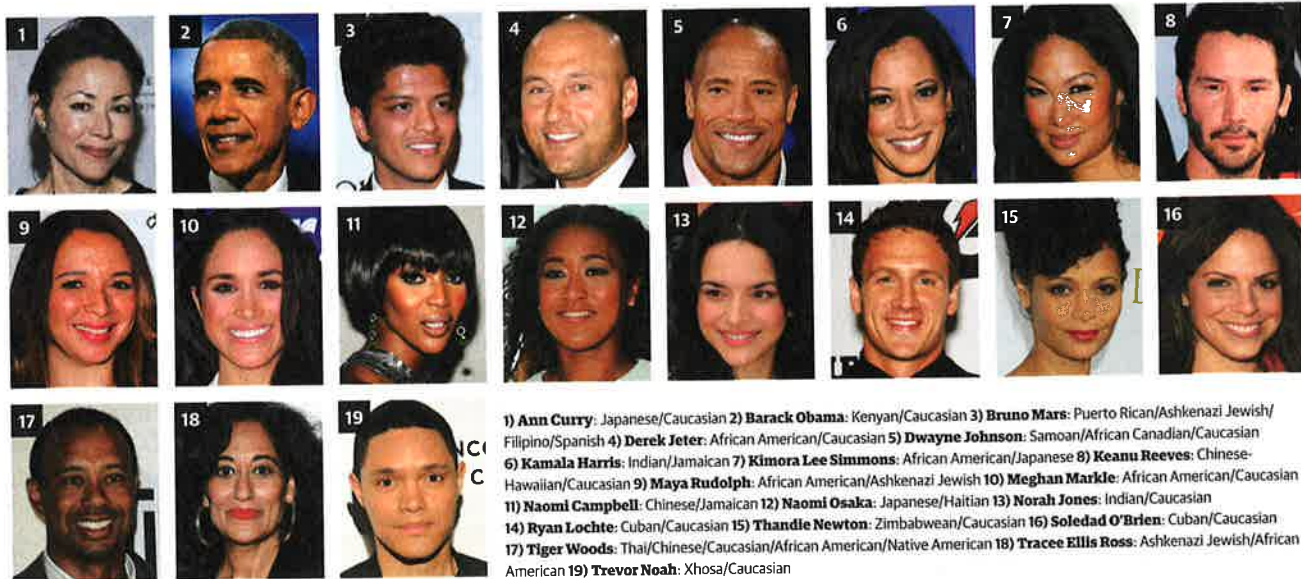 1
2
3
4
5
6
7
8
9
10
11
12
13
14
15
16
17
18
19
NCO
C
1) Ann Curry: Japanese/Caucasian 2) Barack Obama: Kenyan/Caucasian 3) Bruno Mars: Puerto Rican/Ashkenazi Jewish/
Filipino/Spanish 4) Derek Jeter: African American/Caucasian 5) Dwayne Johnson: Samoan/African Canadian/Caucasian
6) Kamala Harris: Indian/Jamaican 7) Kimora Lee Simmons: African American/Japanese 8) Keanu Reeves: Chinese-
Hawaiian/Caucasian 9) Maya Rudolph: African American/Ashkenazi Jewish 10) Meghan Markle: African American/Caucasian
11) Naomi Campbell: Chinese/Jamaican 12) Naomi Osaka: Japanese/Haitian 13) Norah Jones: Indian/Caucasian
14) Ryan Lochte: Cuban/Caucasian 15) Thandie Newton: Zimbabwean/Caucasian 16) Soledad O'Brien: Cuban/Caucasian
17) Tiger Woods: Thai/Chinese/Caucasian/African American/Native American 18) Tracee Ellis Ross: Ashkenazi Jewish/African
American 19) Trevor Noah: Xhosa/Caucasian